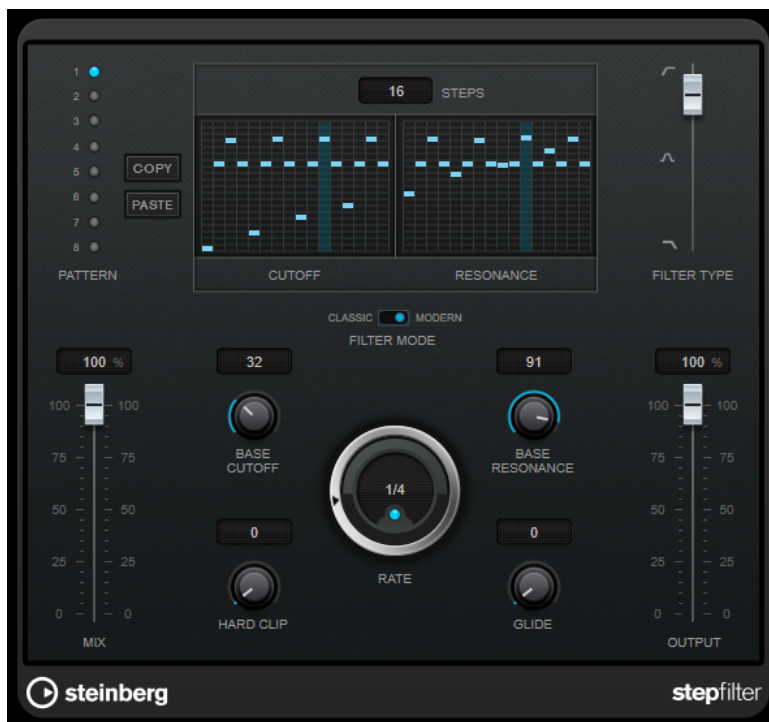 1
2
3
4
5
6
7
8
PATTERN
COPY
PASTE
16 STEPS
CUTOFF RESONANCE
FILTER TYPE
CLASSIC MODERN
FILTER MODE
100 %
32
91
100 %
100 100
75 75
50 50
25 25
0 0
MIX
BASE
CUTOFF
0
HARD CLIP
1/4
RATE
BASE
RESONANCE
0
GLIDE
100 100
75 75
50 50
25 25
0 0
OUTPUT
steinberg
stepfilter